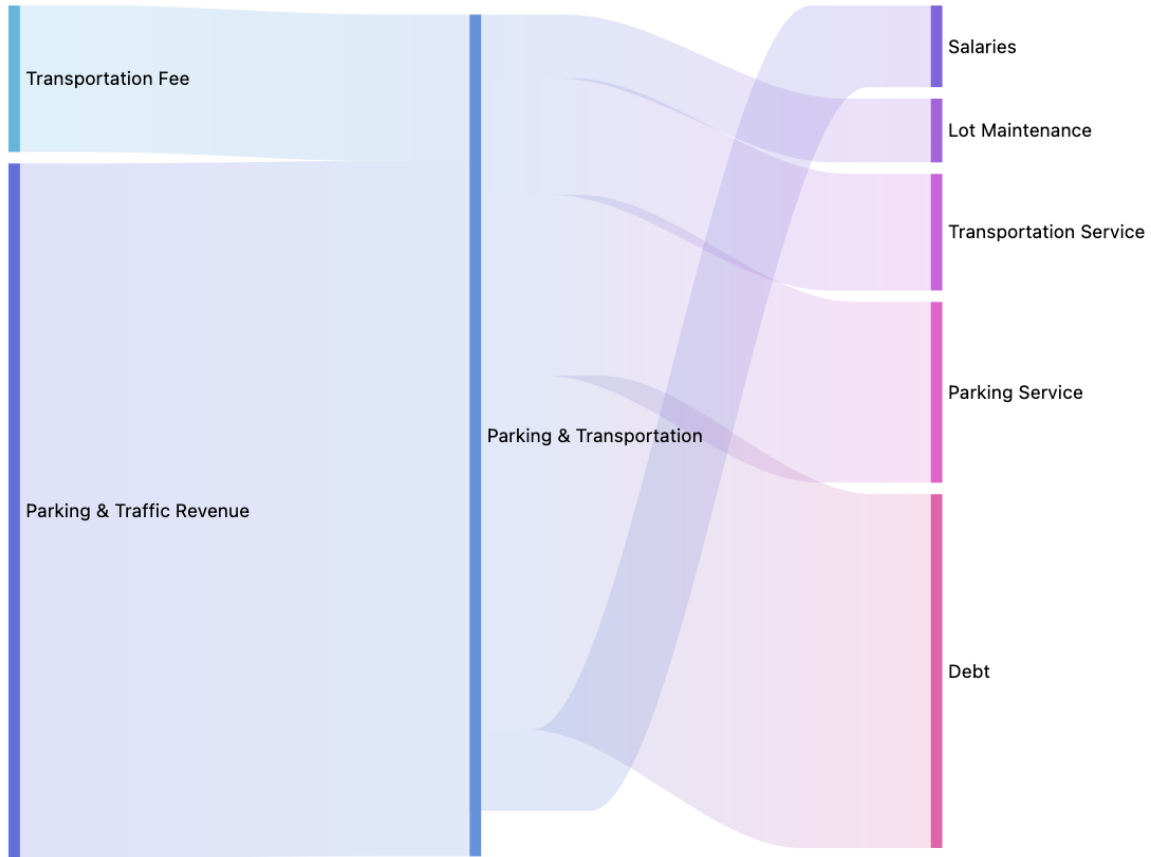 Transportation Fee
Parking & Traffic Revenue
Parking & Transportation
Salaries
Lot Maintenance
Transportation Service
Parking Service
Debt